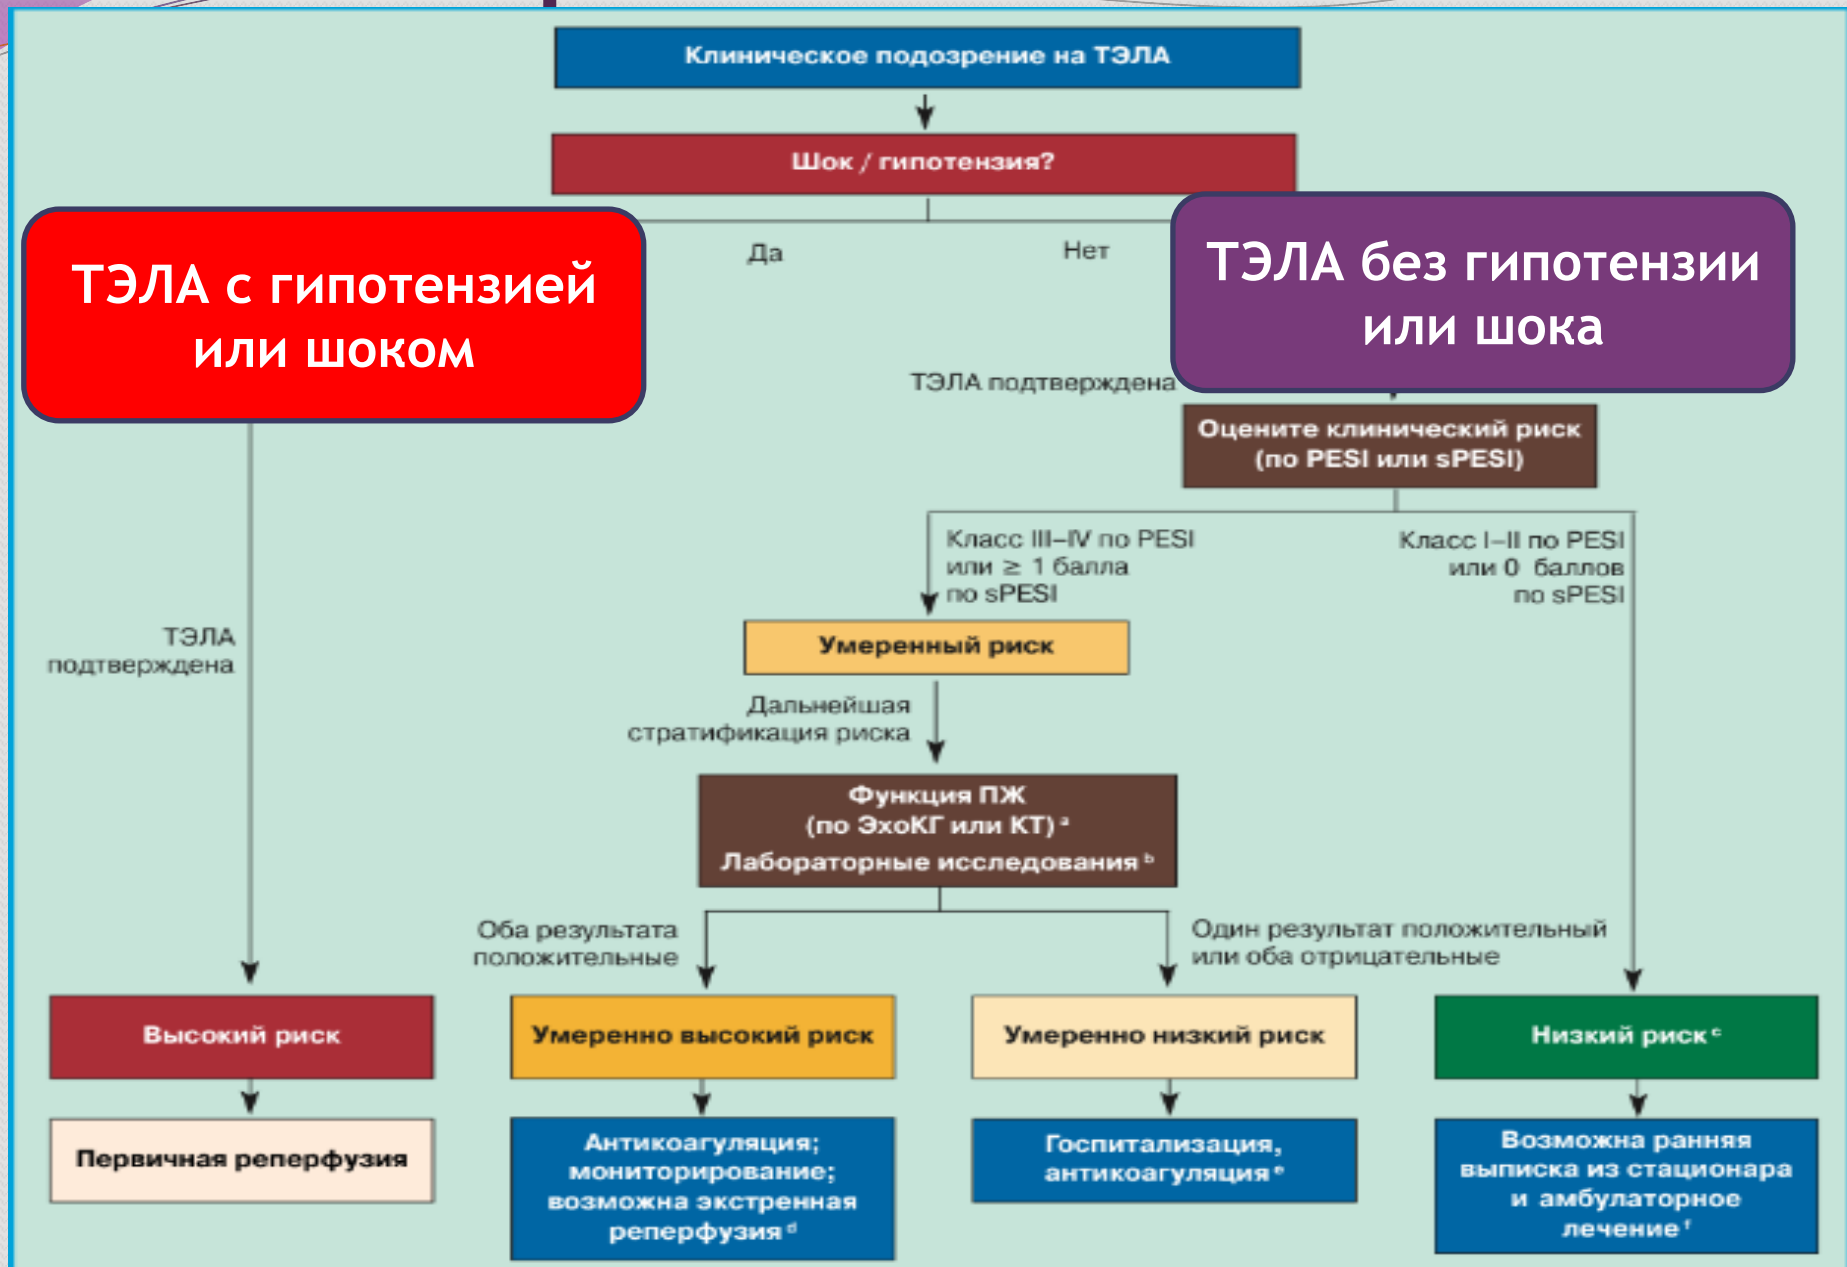 Клиническое подозрение на ТЭЛА
Шок / гипотензия?
Да
Нет
ТЭЛА с гипотензией
или шоком
ТЭЛА без гипотензии
или шока
ТЭЛА подтверждена
Оцените клинический риск
(по PESI или sPESI)
Класс III–IV по PESI
или ≥ 1 балла
по sPESI
Класс I–II по PESI
или 0 баллов
по sPESI
ТЭЛА
подтверждена
Умеренный риск
Дальнейшая
стратификация риска
Функция ПЖ
(по ЭхоКГ или КТ) a
Лабораторные исследования b
Оба результата
положительные
Один результат положительный
или оба отрицательные
Высокий риск
Умеренно высокий риск
Умеренно низкий риск
Низкий риск c
Первичная реперфузия
Антикоагуляция;
мониторирование;
возможна экстренная
реперфузия d
Госпитализация,
антикоагуляция e
Возможна ранняя
выписка из стационара
и амбулаторное
лечение f